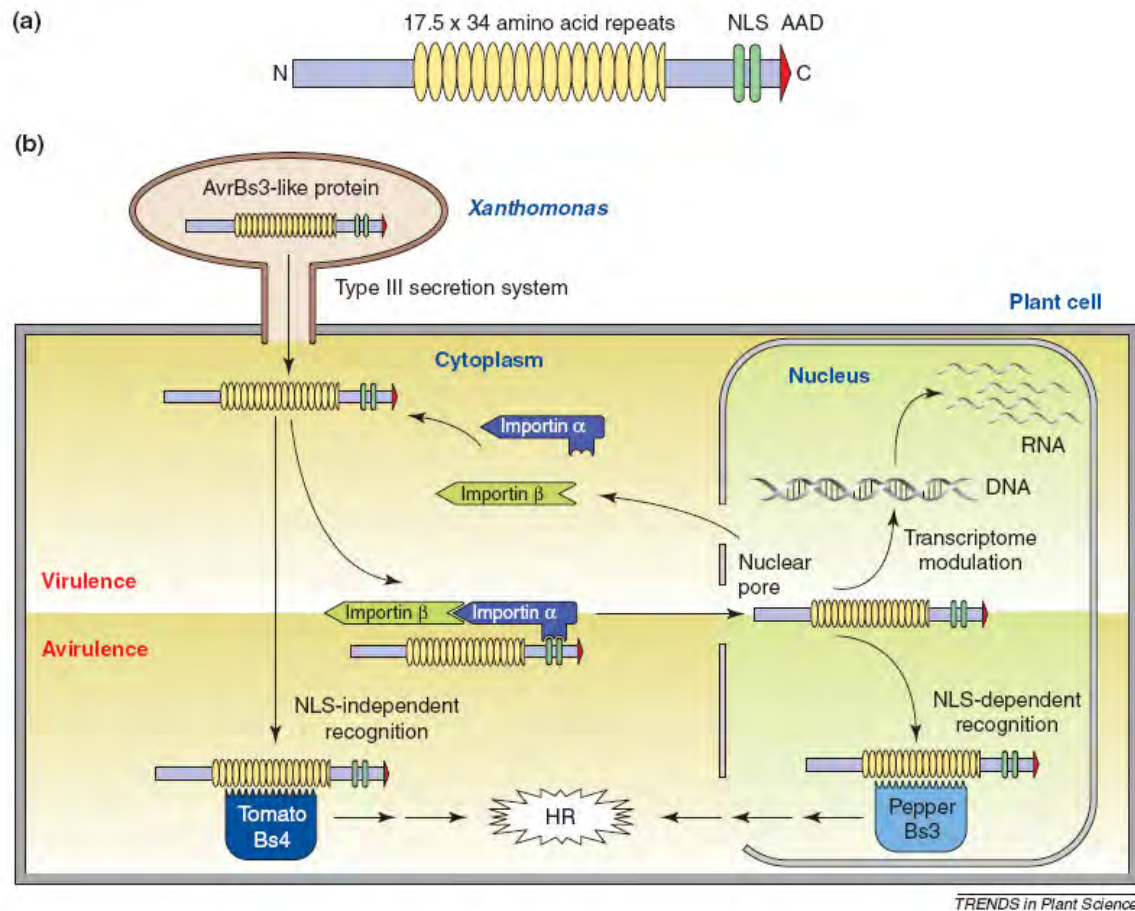 (a)
17.5 x 34 amino acid repeats
NLS
AAD
N
C
(b)
AvrBs3-like protein
Xanthomonas
Type III secretion system
Plant cell
Cytoplasm
Nucleus
Importin α
RNA
Importin β
DNA
Nuclear
pore
Transcriptome
modulation
Virulence
Importin β
Importin α
Avirulence
NLS-independent
recognition
NLS-dependent
recognition
Tomato
Bs4
HR
Pepper
Bs3
TRENDS in Plant Science